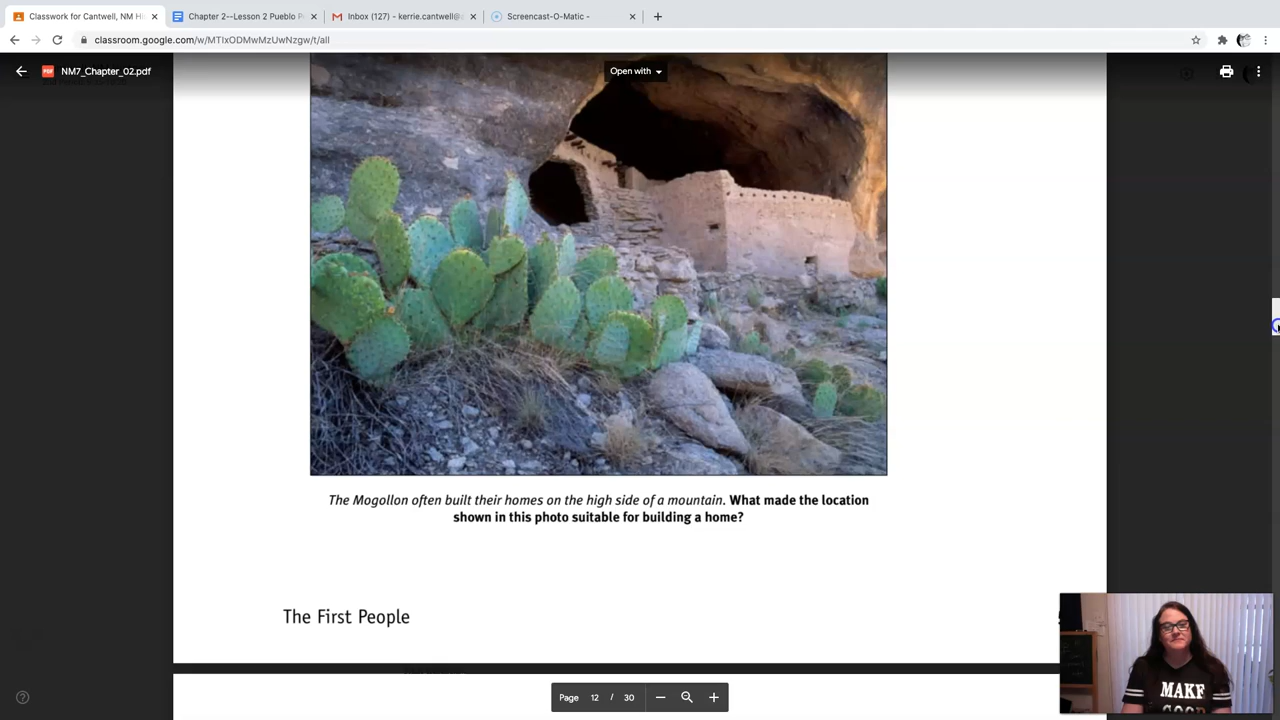 Classwork for Cantwell, NM Hi
Chapter 2--Lesson 2 Pueblo P
Inbox (127) - kerrie.cantwell@
Screencast-O-Matic -
classroom.google.com/w/MTIxODMwMzUwNzgw/t/all
NM7_Chapter_02.pdf
Open with
The Mogollon often built their homes on the high side of a mountain. What made the location
shown in this photo suitable for building a home?
The First People
MAKE
Page 12 / 30